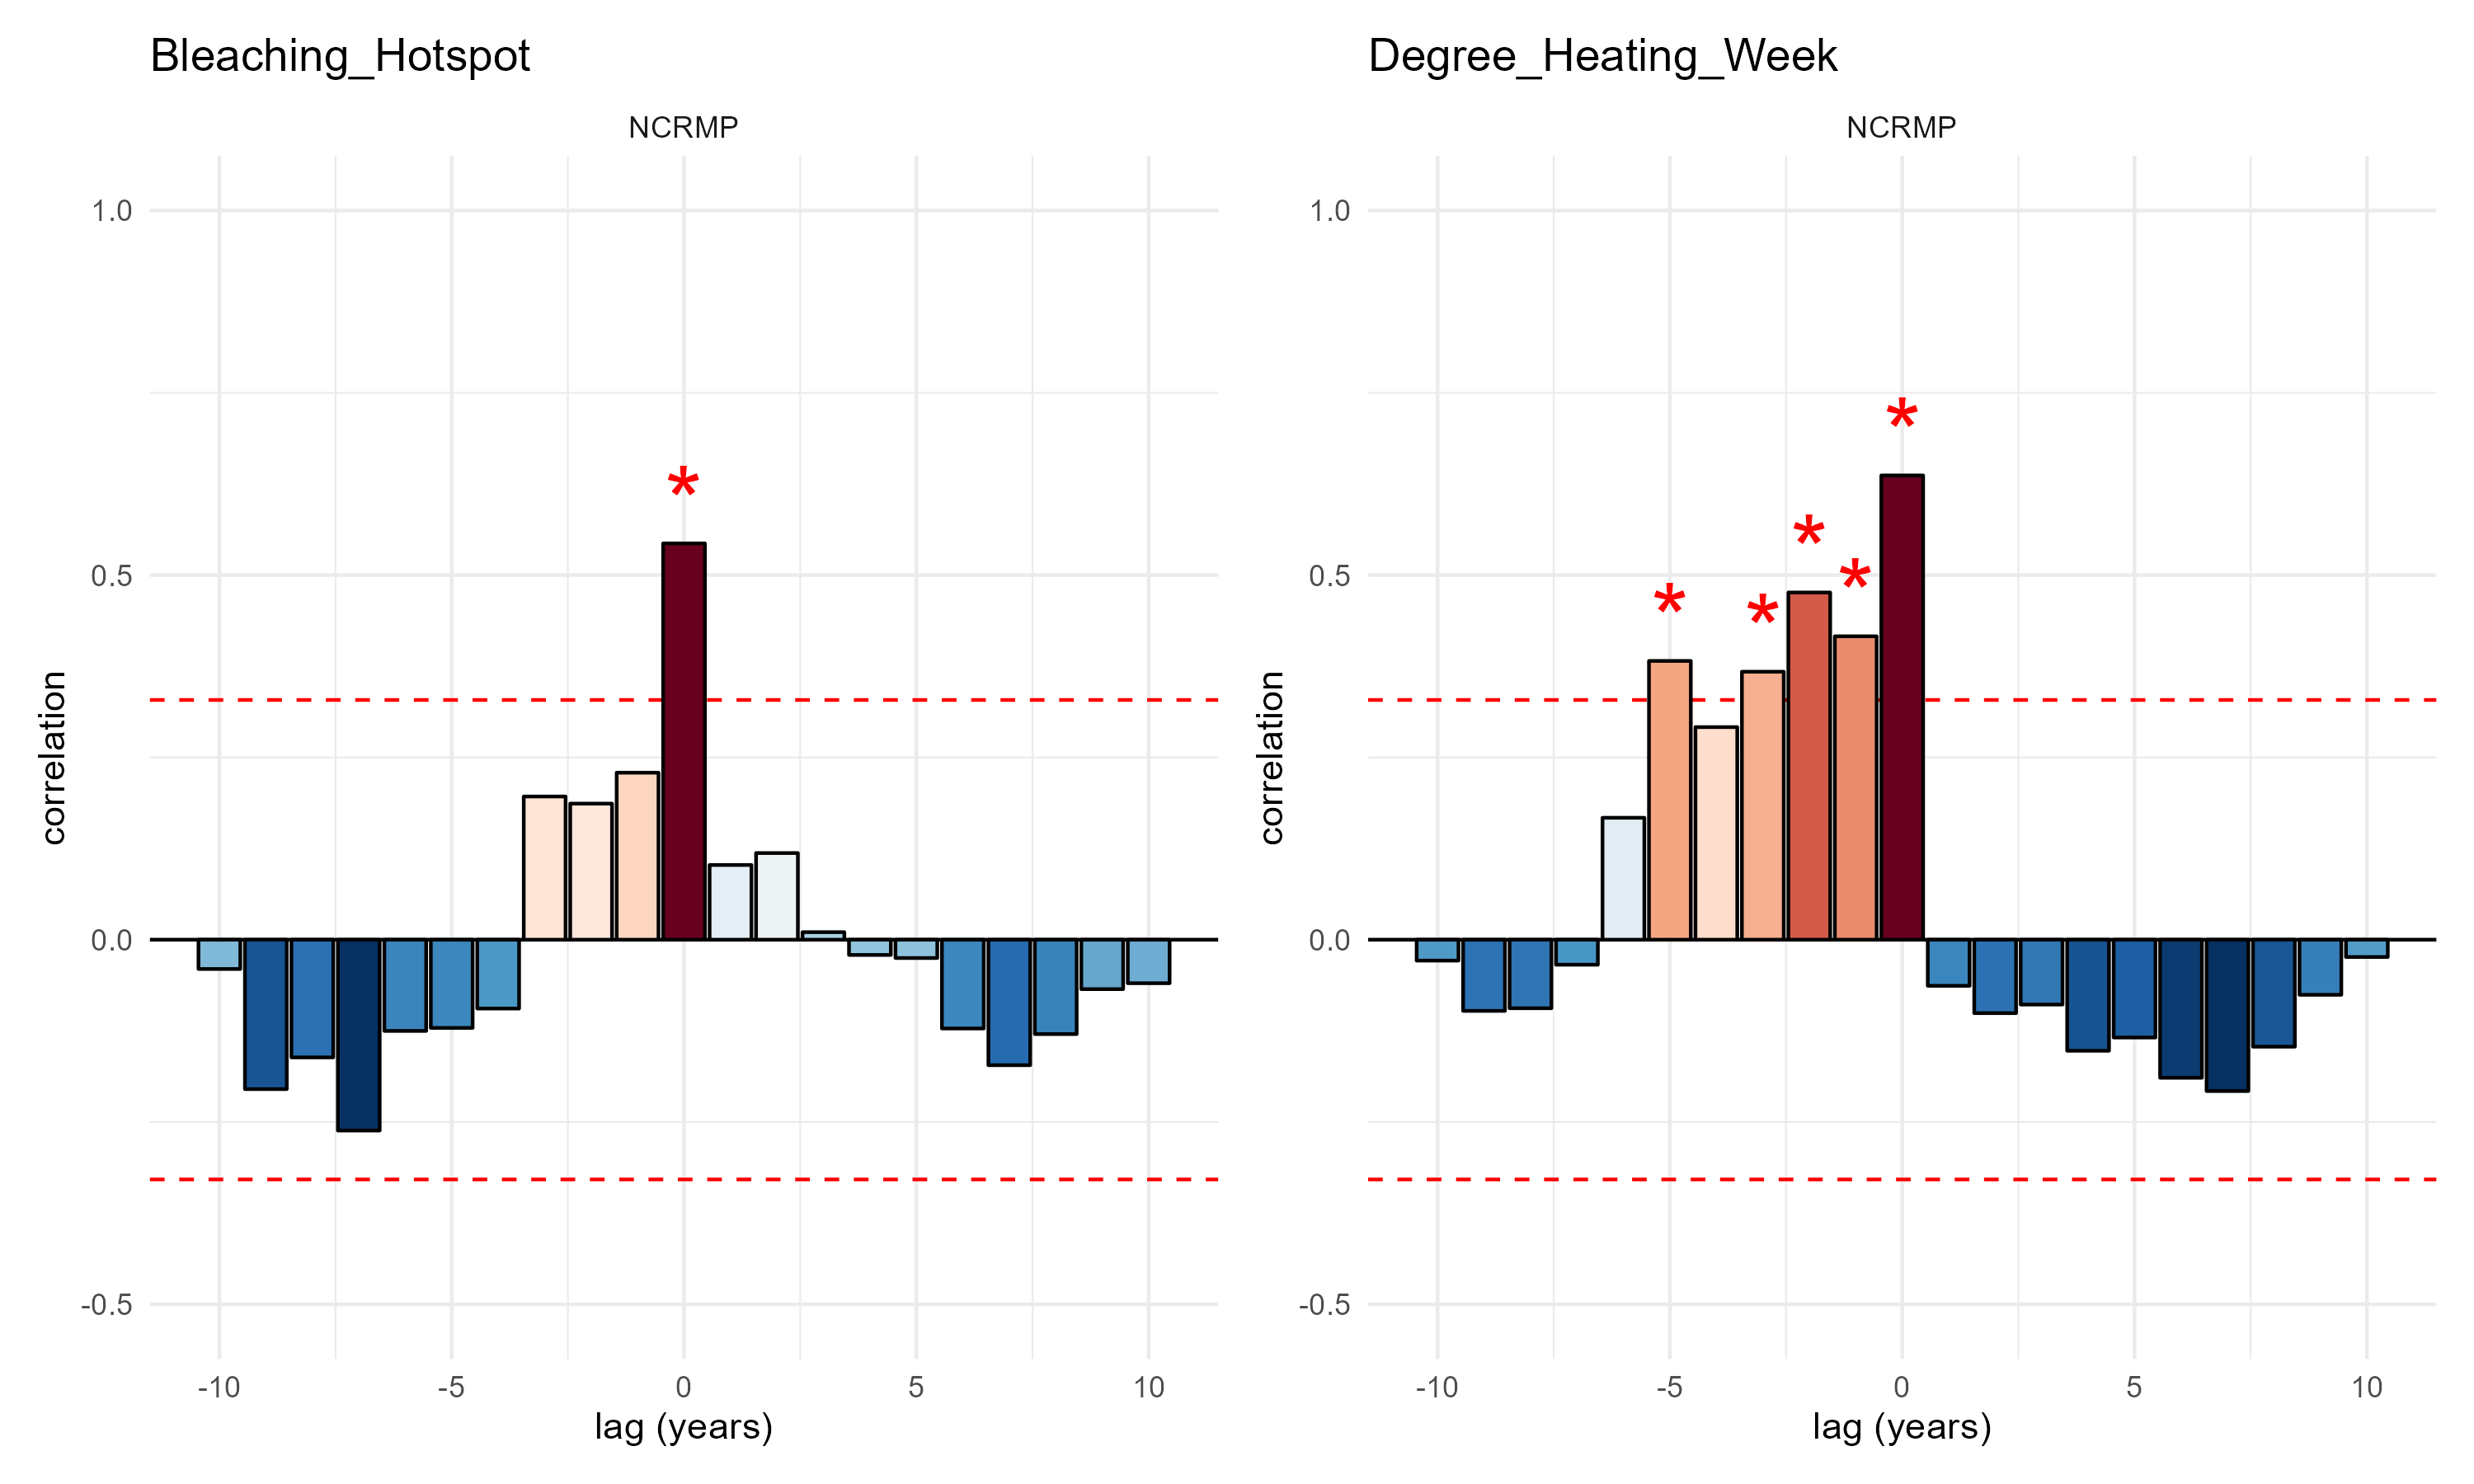 Bleaching_Hotspot
NCRMP
1.0
0.5
0.0
-0.5
correlation
*
-10 -5 0 5 10
lag (years)
Degree_Heating_Week
NCRMP
1.0
0.5
0.0
-0.5
correlation
* * * * *
-10 -5 0 5 10
lag (years)